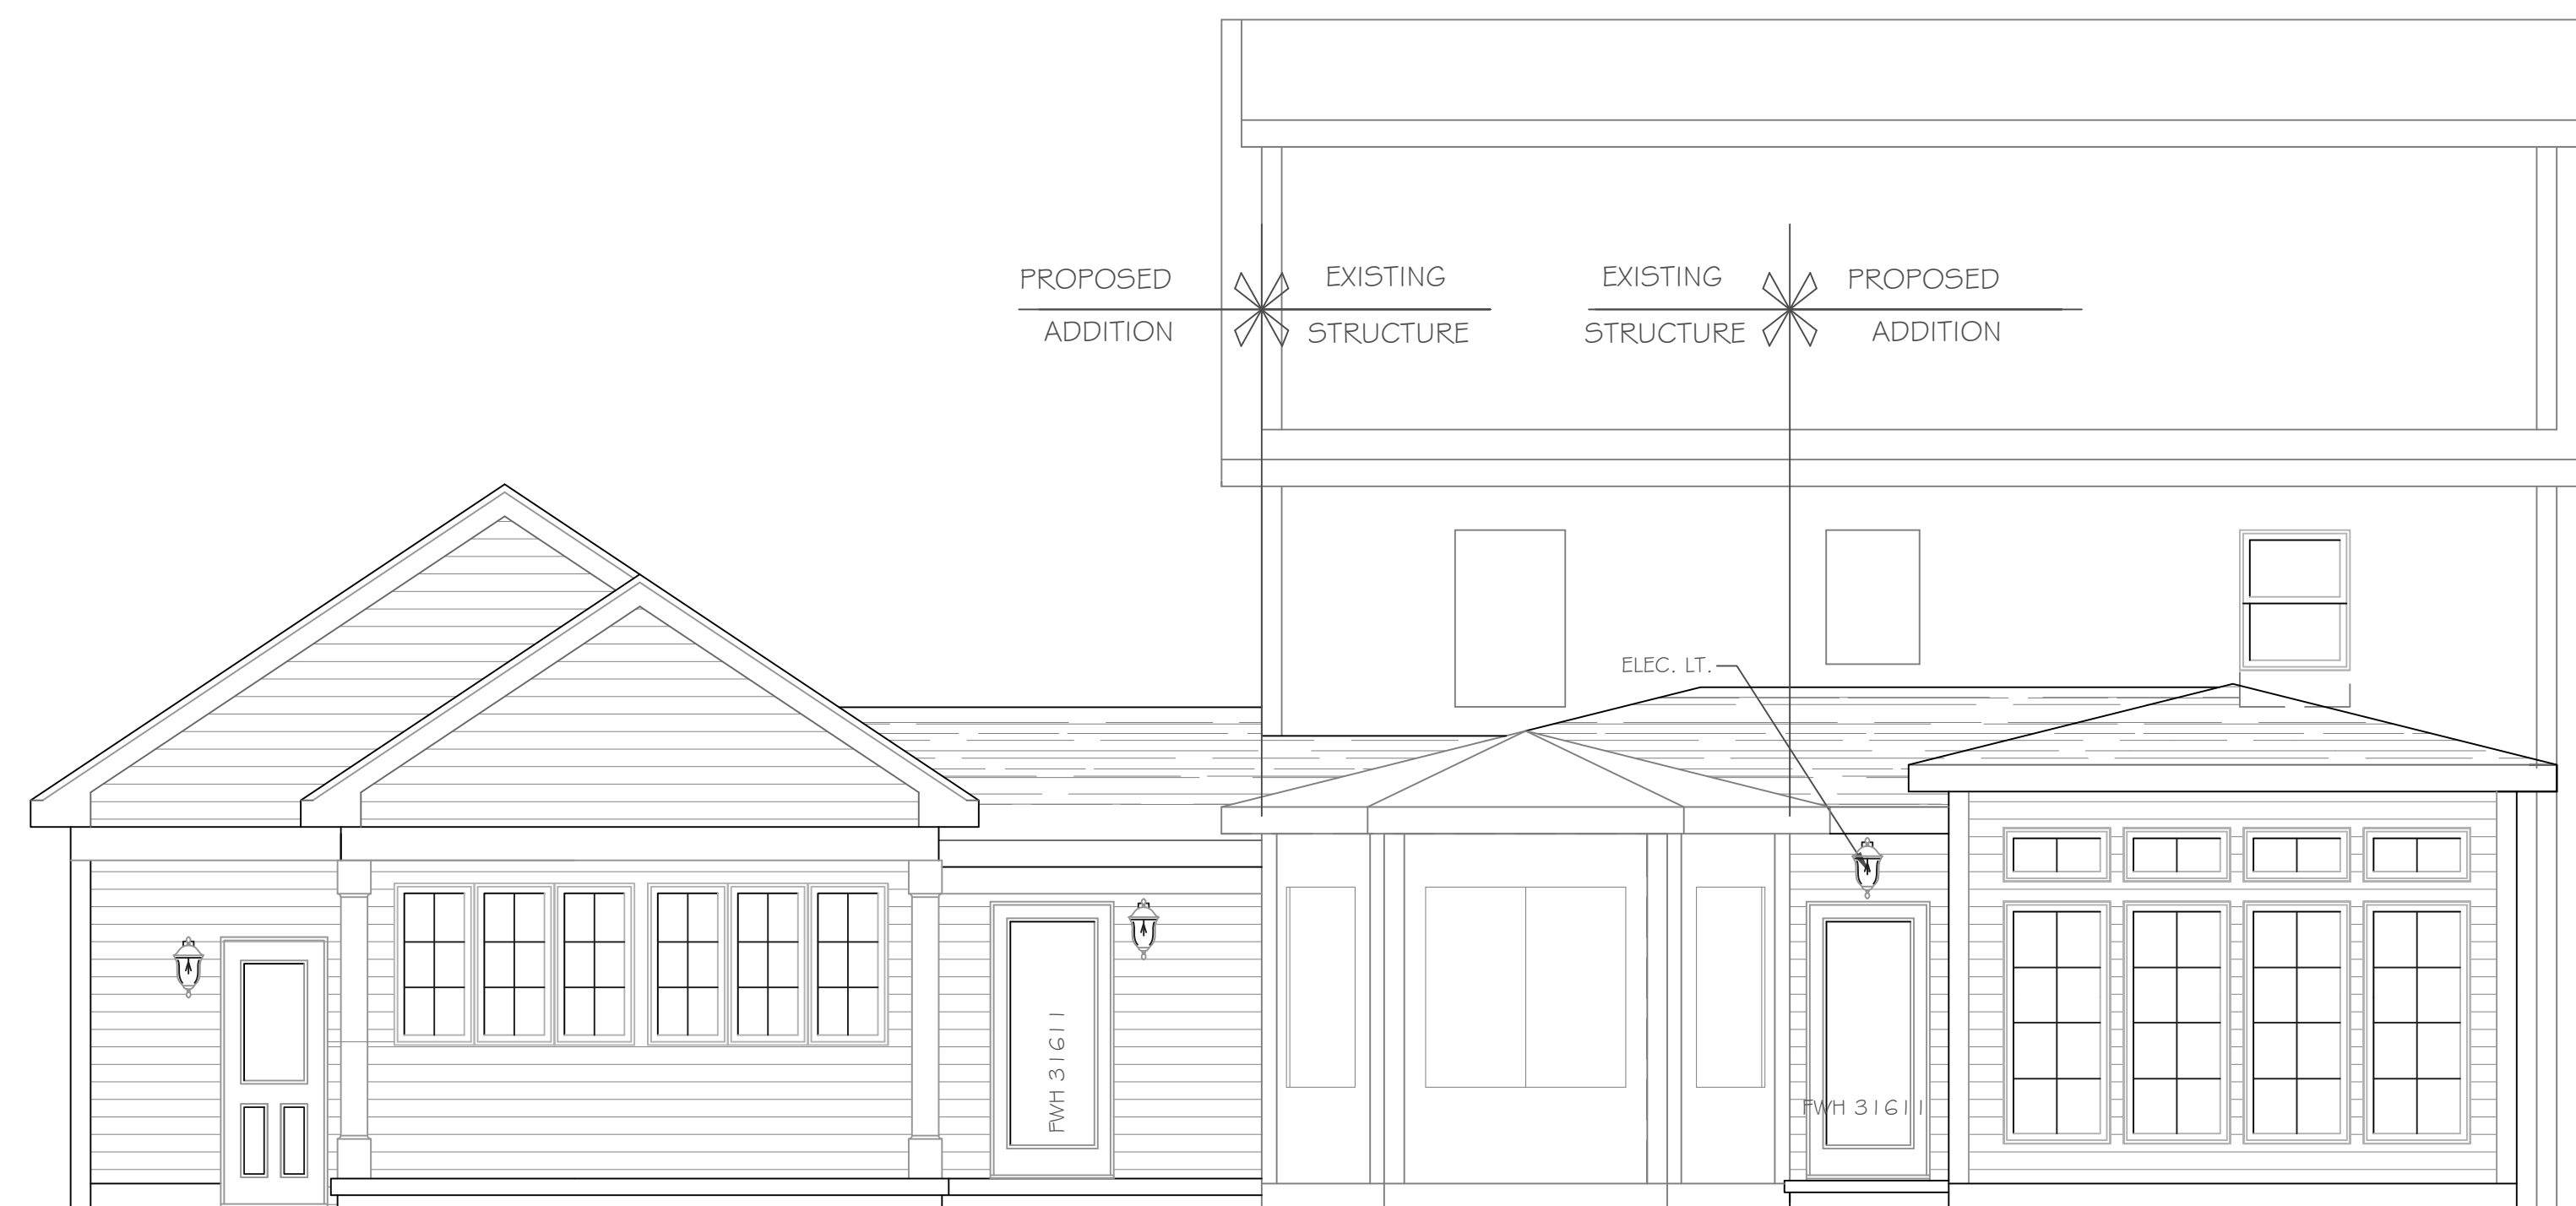 PROPOSED
ADDITION
EXISTING
STRUCTURE
EXISTING
STRUCTURE
PROPOSED
ADDITION
ELEC. LT.
FWH 31611
FWH 31611